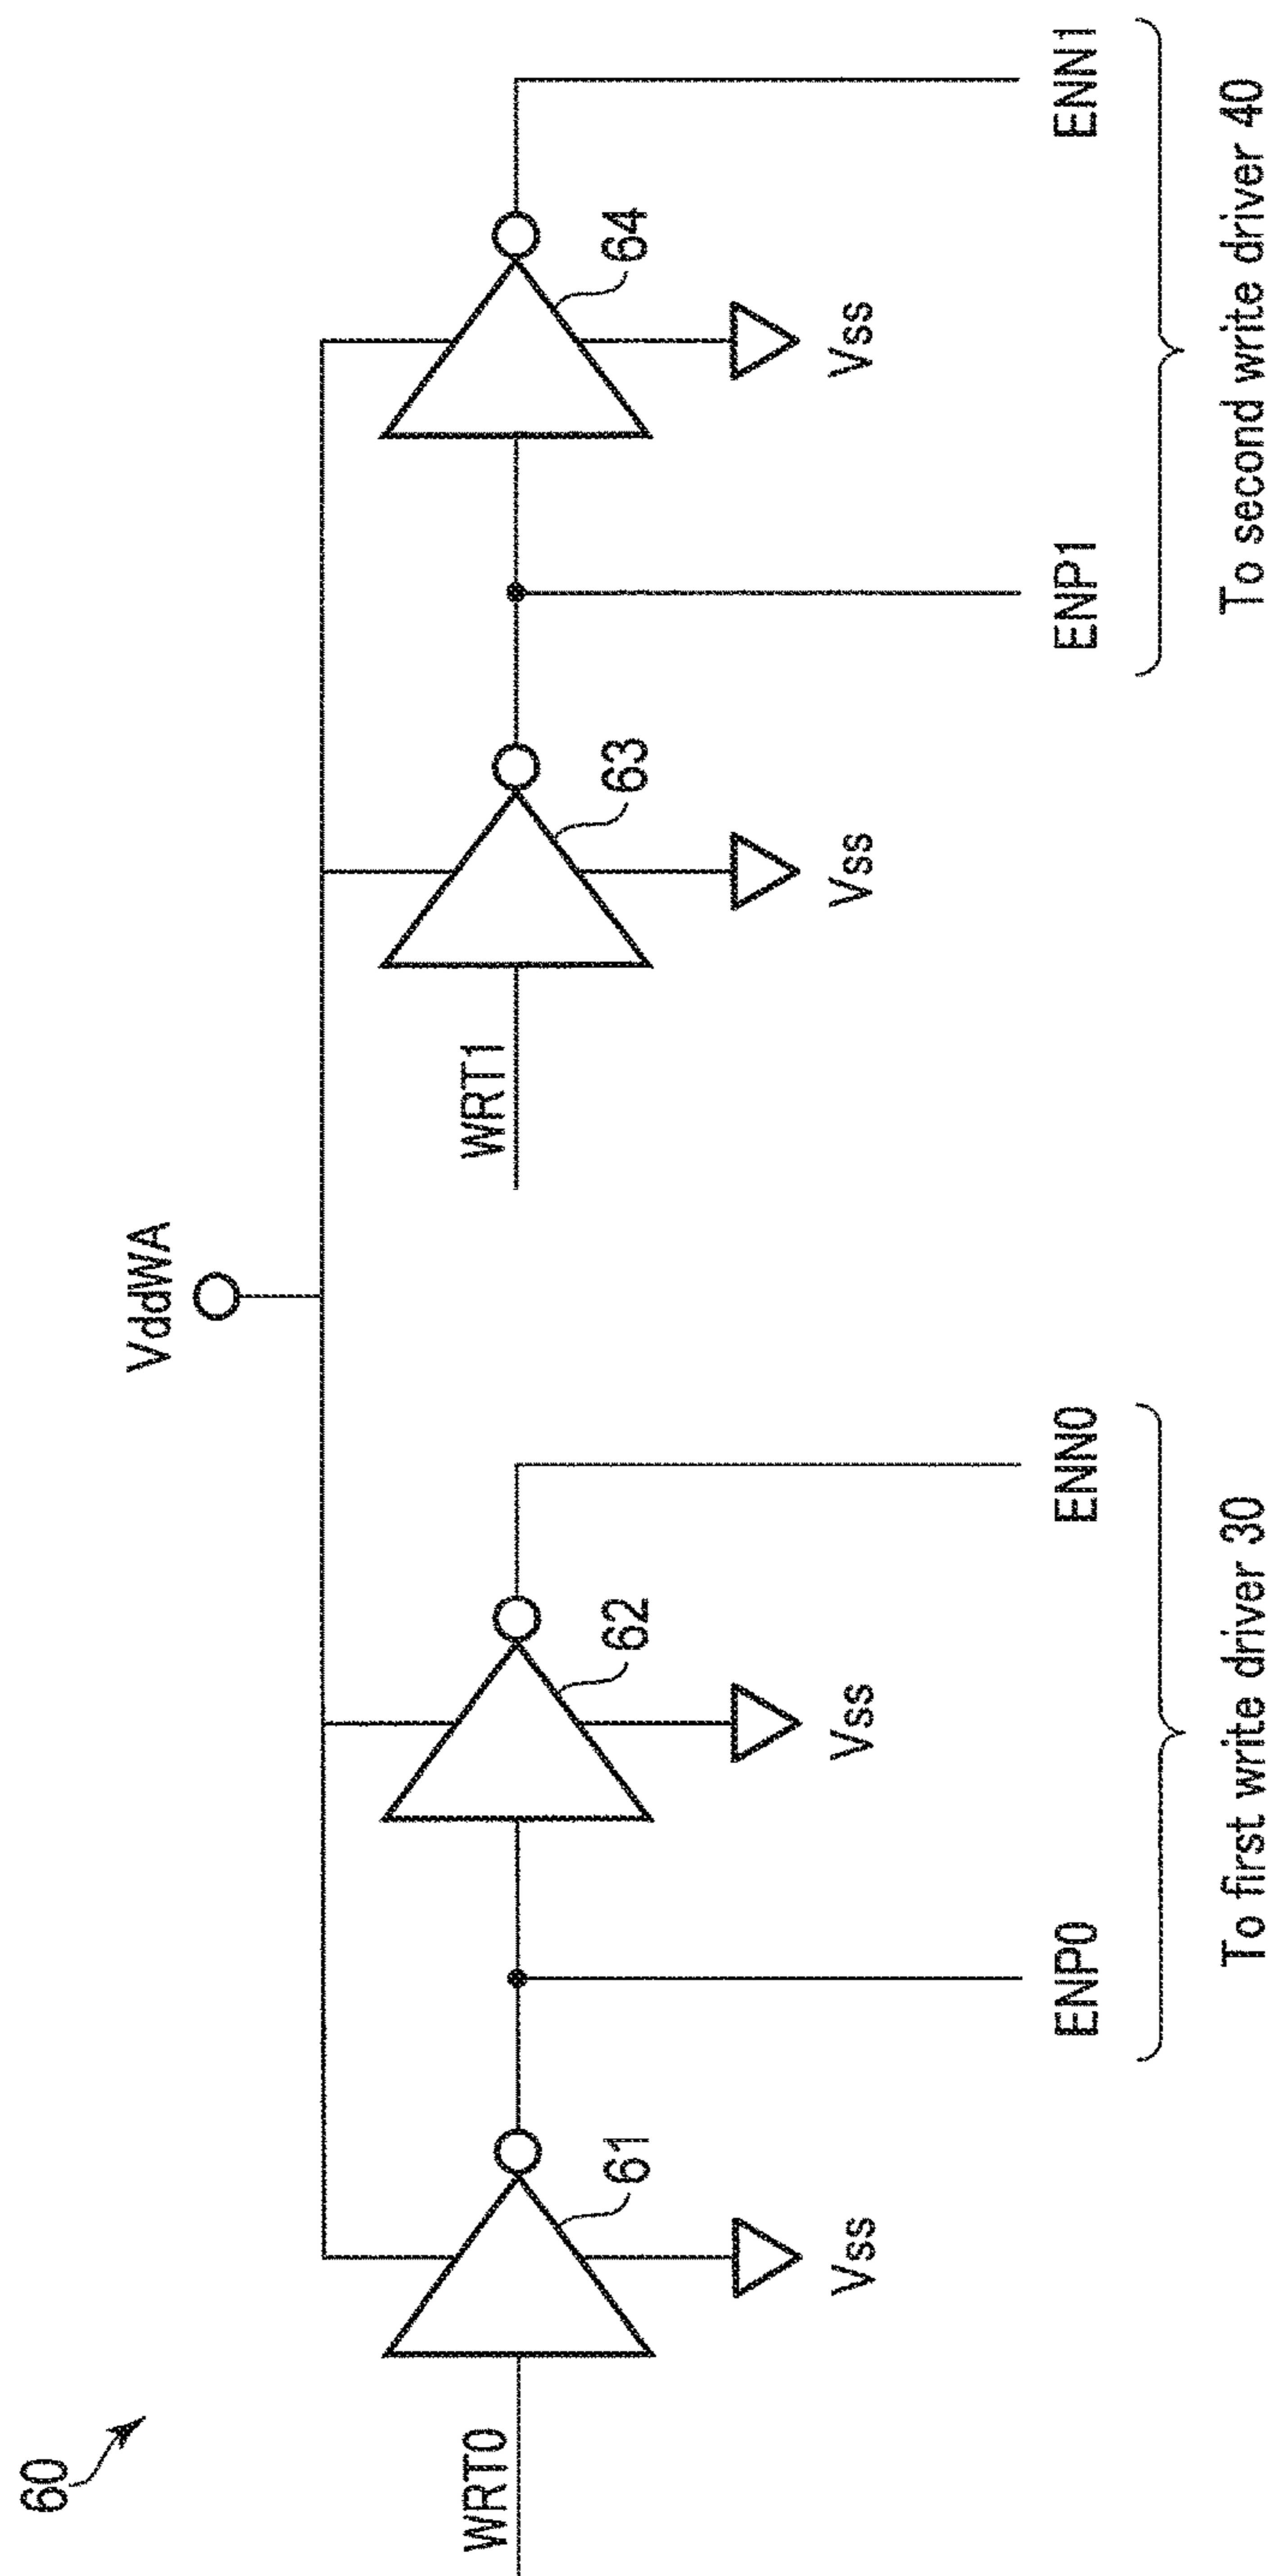 60
VddWA
WRT0
61
Vss
62
Vss
WRT1
63
Vss
64
Vss
ENP0
ENN0
ENP1
ENN1
To first write driver 30
To second write driver 40